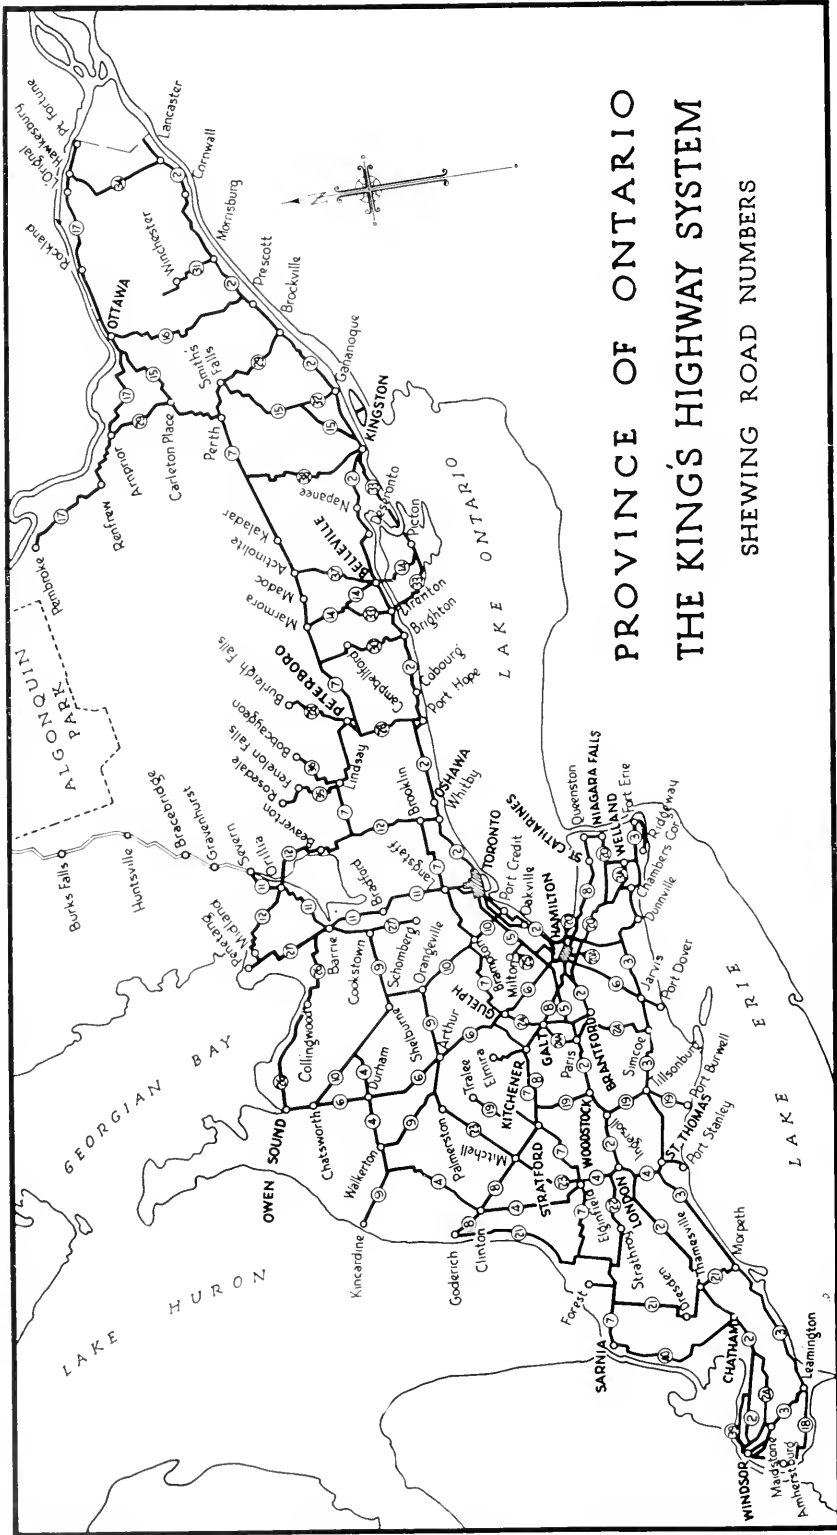 PROVINCE OF ONTARIO
THE KING'S HIGHWAY SYSTEM
SHEWING ROAD NUMBERS
N
ALGONQUIN
PARK
GEORGIAN BAY
LAKE HURON
LAKE ONTARIO
LAKE ERIE
Pt Fortune
Hawkesbury
L'Orignal
Lancaster
Rockland
Cornwall
Winchester
Morrisburg
OTTAWA
Prescott
Brockville
Smith's
Falls
Gananoque
Carleton Place
Arnprior
Perth
KINGSTON
Renfrew
Pembroke
Napanee
Deseronto
Kaladar
Actinolite
Madoc
Marmora
BELLEVILLE
Picton
Trenton
Brighton
Campbellford
Cobourg
Port Hope
PETERBORO
Burleigh Falls
Bobcaygeon
Fenelon Falls
Rosedale
Lindsay
Beaverton
Brooklin
OSHAWA
Whitby
Burks Falls
Huntsville
Bracebridge
Gravenhurst
Severn
Orillia
Midland
Penetang
Barrie
Bradford
Langstaff
TORONTO
Port Credit
Oakville
Cookstown
Schomberg
Orangeville
Brampton
Milton
HAMILTON
ST. CATHARINES
Queenston
NIAGARA FALLS
WELLAND
Fort Erie
Ridgeway
Chambers Cor.
Dunnville
Jarvis
Port Dover
Collingwood
Shelburne
Arthur
GUELPH
GALT
Paris
BRANTFORD
Simcoe
OWEN SOUND
Chatsworth
Durham
Walkerton
Kincardine
Palmerston
Tralee
Elmira
KITCHENER
Mitchell
STRATFORD
WOODSTOCK
Ingersoll
Tillsonburg
Port Burwell
Goderich
Clinton
Elginfield
LONDON
ST. THOMAS
Port Stanley
Strathroy
Forest
SARNIA
Dresden
Thamesville
Morpeth
CHATHAM
WINDSOR
Maidstone
Amherstburg
Leamington